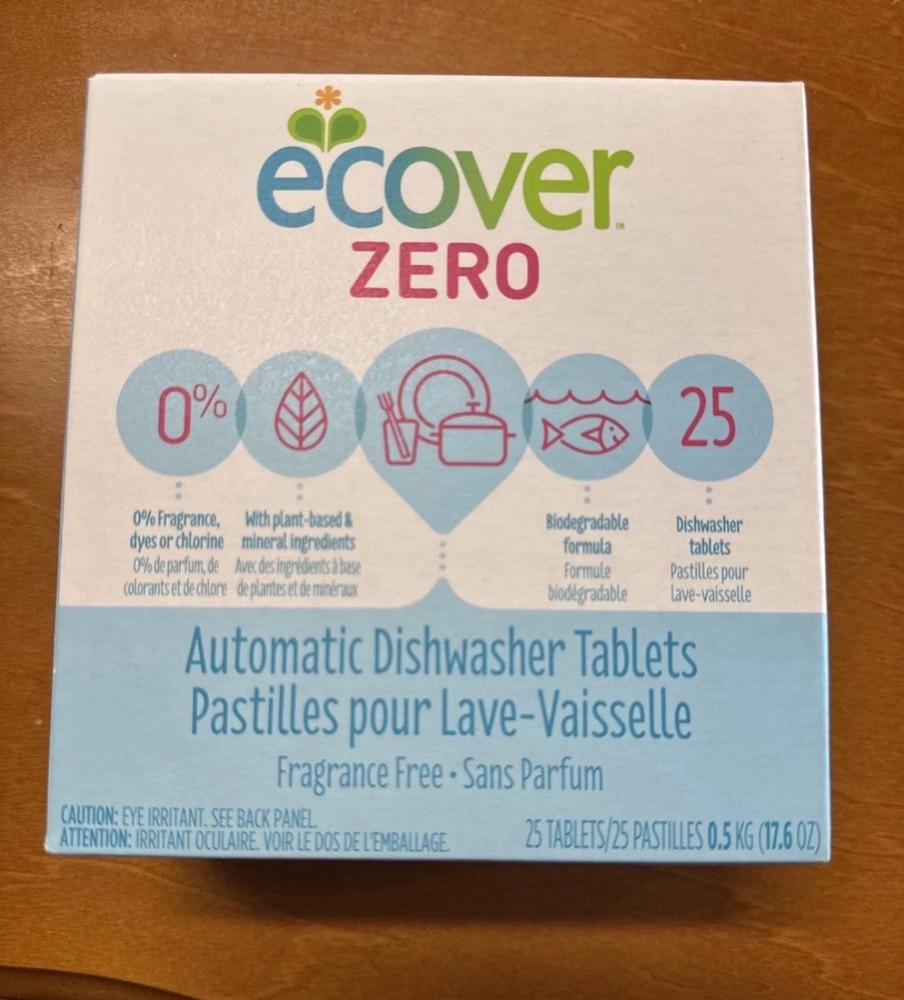 ecover™
ZERO
0%
25
0% Fragrance,
dyes or chlorine
0% de parfum, de
colorants et de chlore
With plant-based &
mineral ingredients
Avec des ingrédients à base
de plantes et de minéraux
Biodegradable
formula
Formule
biodégradable
Dishwasher
tablets
Pastilles pour
lave-vaisselle
Automatic Dishwasher Tablets
Pastilles pour Lave-Vaisselle
Fragrance Free • Sans Parfum
CAUTION: EYE IRRITANT. SEE BACK PANEL.
ATTENTION: IRRITANT OCULAIRE. VOIR LE DOS DE L'EMBALLAGE.
25 TABLETS/25 PASTILLES 0.5 KG (17.6 OZ)